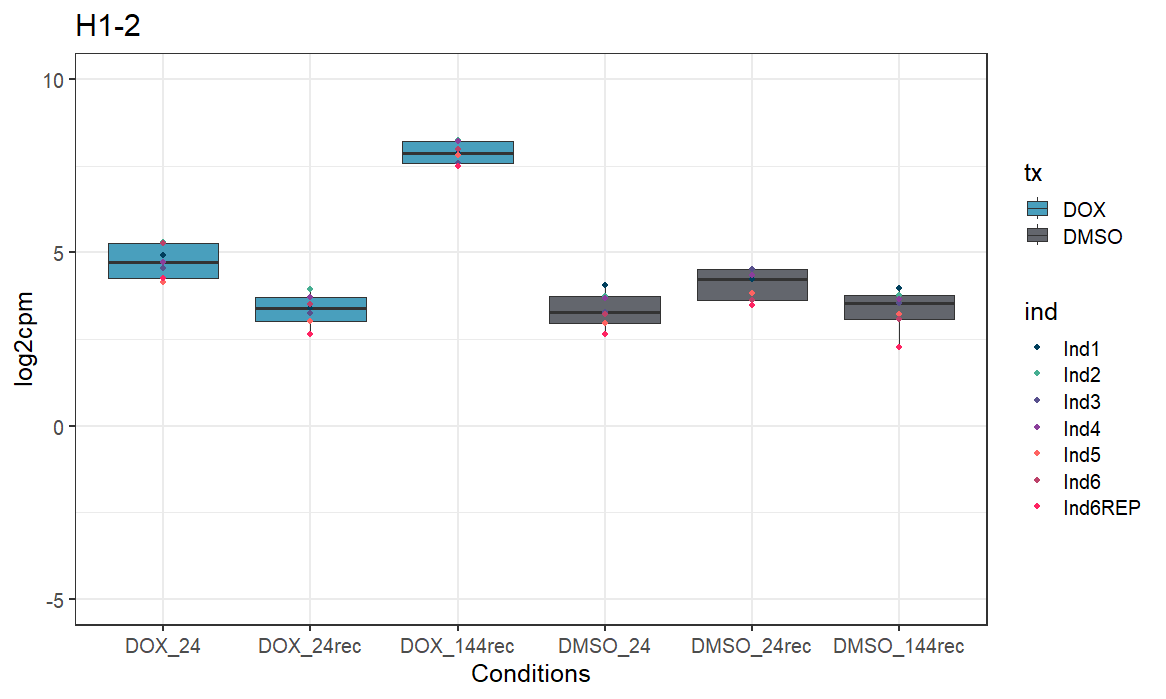 H1-2
log2cpm
10
5
0
-5
DOX_24
DOX_24rec
DOX_144rec
DMSO_24
DMSO_24rec
DMSO_144rec
Conditions
tx
DOX
DMSO
ind
Ind1
Ind2
Ind3
Ind4
Ind5
Ind6
Ind6REP